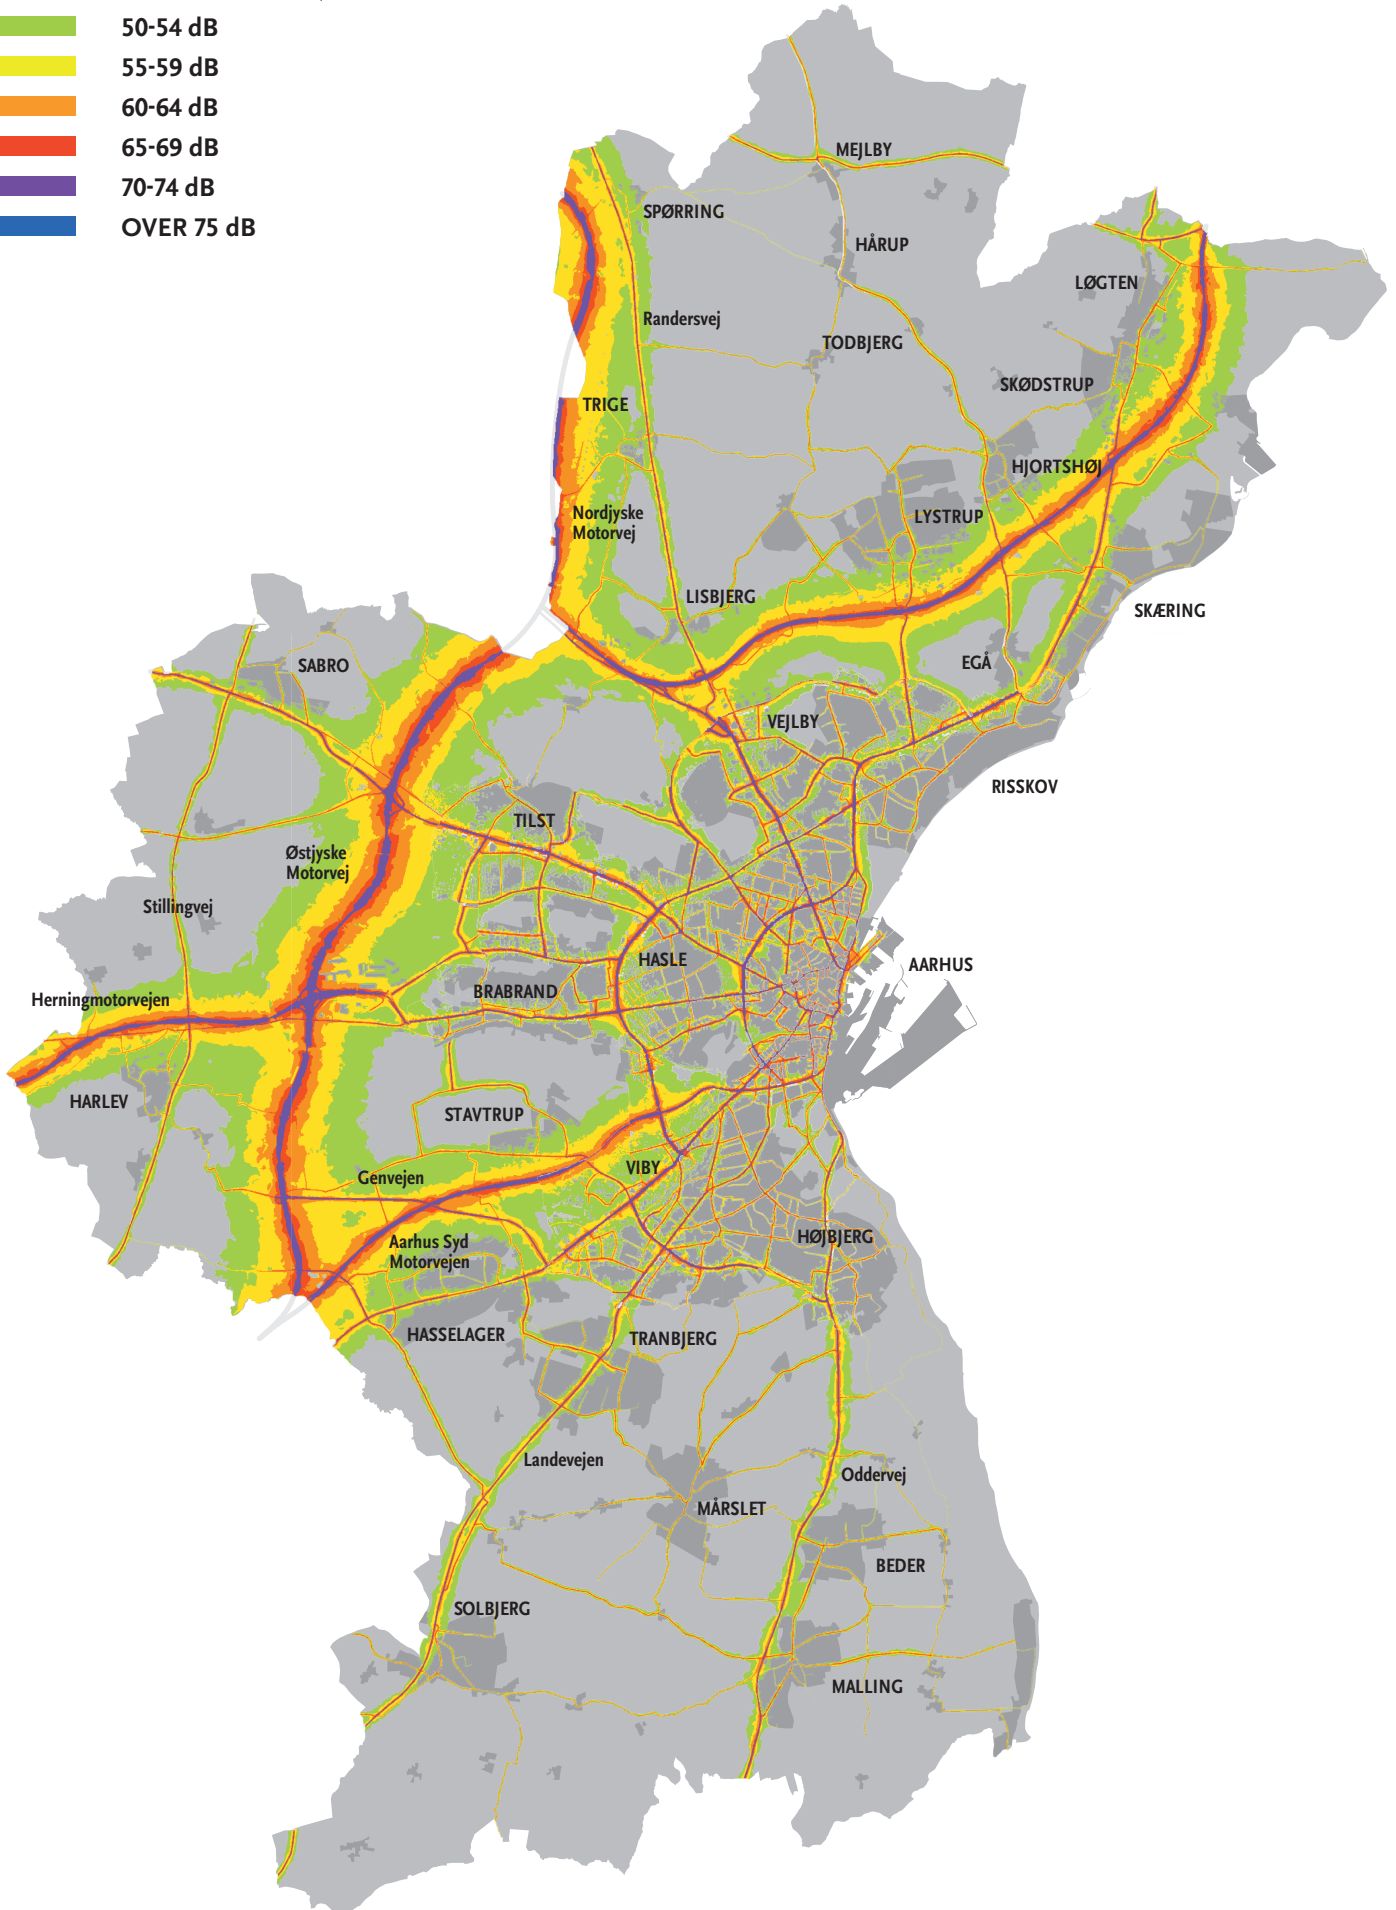 50-54 dB
55-59 dB
60-64 dB
65-69 dB
70-74 dB
OVER 75 dB
MEJLBY
SPØRRING
HÅRUP
LØGTEN
Randersvej
TODBJERG
SKØDSTRUP
TRIGE
HJORTSHØJ
Nordjyske
Motorvej
LYSTRUP
LISBJERG
SKÆRING
SABRO
EGÅ
VEJLBY
RISSKOV
TILST
Østjyske
Motorvej
Stillingvej
HASLE
AARHUS
BRABRAND
Herningmotorvejen
HARLEV
STAVTRUP
VIBY
Genvejen
HØJBJERG
Aarhus Syd
Motorvejen
HASSELAGER
TRANBJERG
Landevejen
Oddervej
MÅRSLET
BEDER
SOLBJERG
MALLING